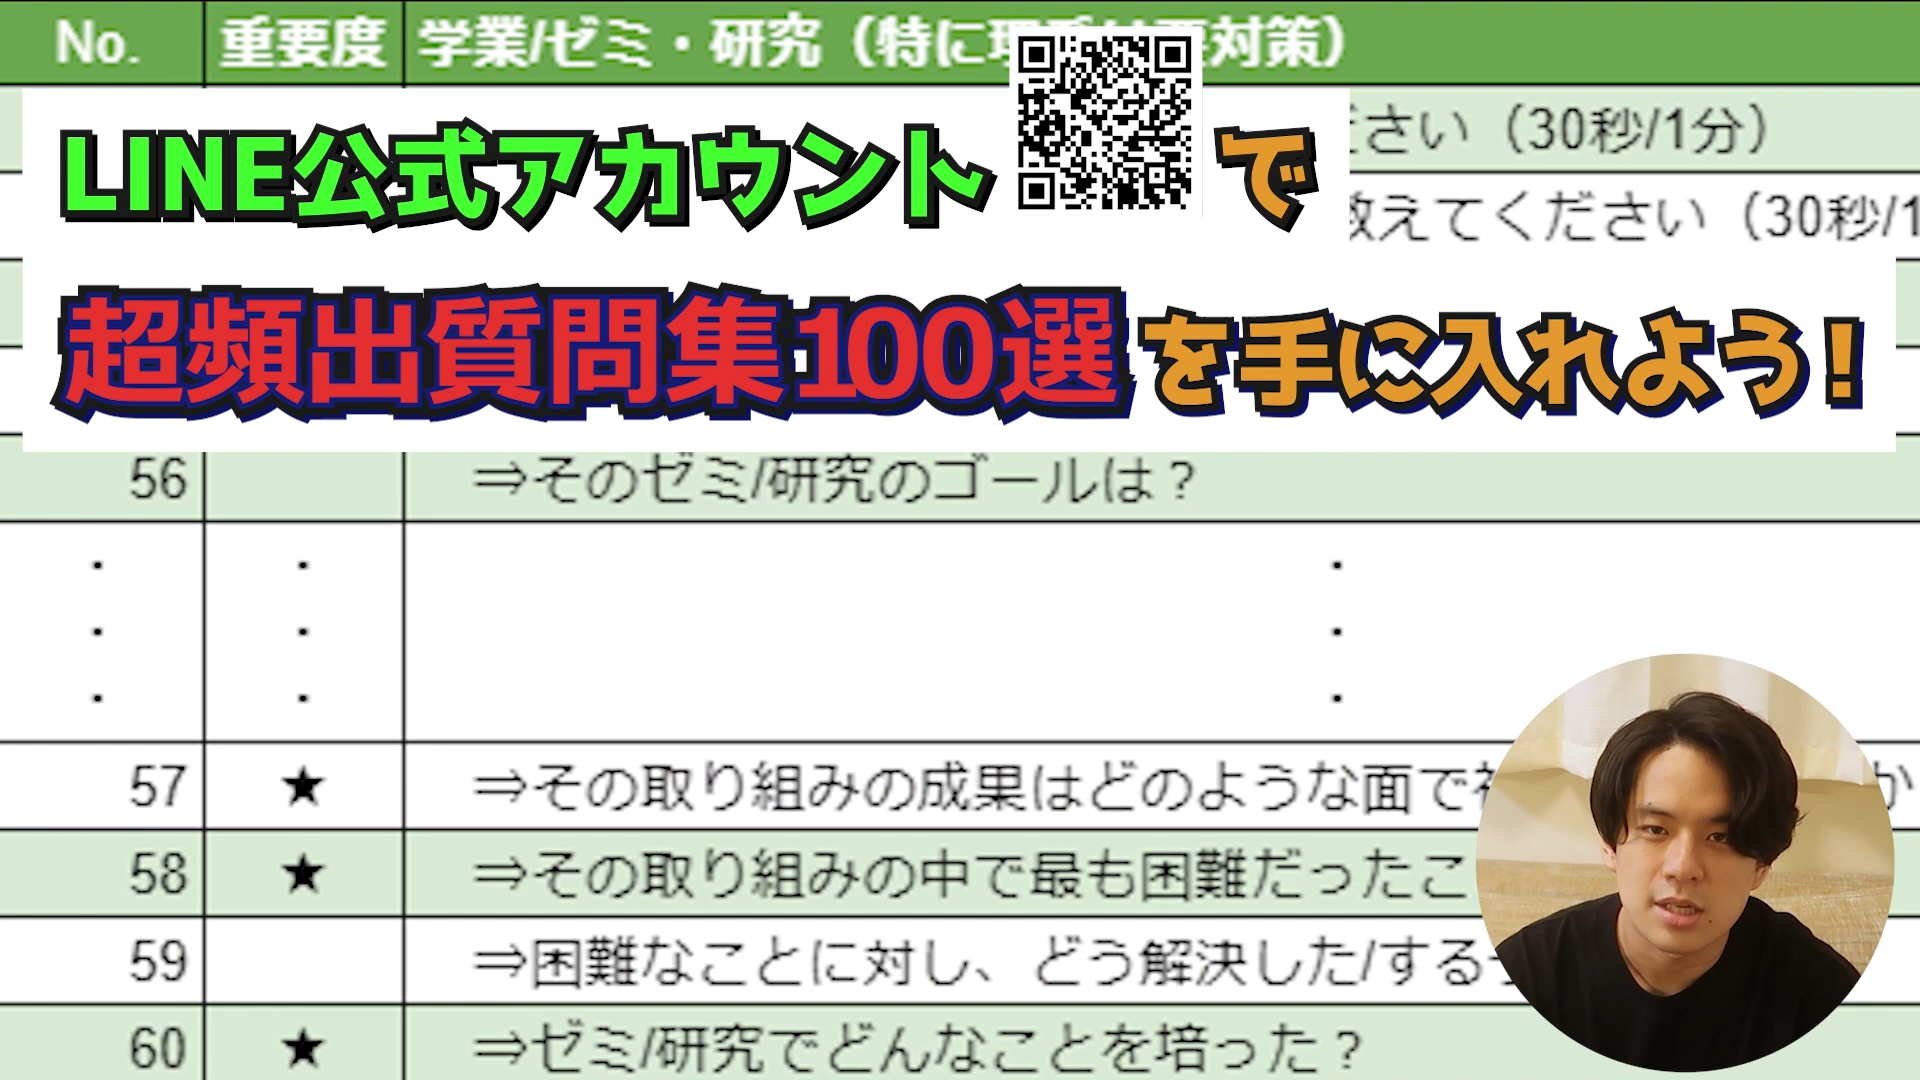 No. 重要度 学業/ゼミ・研究（特に 対策）
ださい（30秒/1分）
LINE公式アカウント で
教えてください（30秒/1
超頻出質問集100選 を手に入れよう！
56 ⇒そのゼミ/研究のゴールは？
・ ・ ・
・ ・ ・
・ ・ ・
57 ★ ⇒その取り組みの成果はどのような面で か
58 ★ ⇒その取り組みの中で最も困難だったこ
59 ⇒困難なことに対し、どう解決した/する
60 ★ ⇒ゼミ/研究でどんなことを培った？